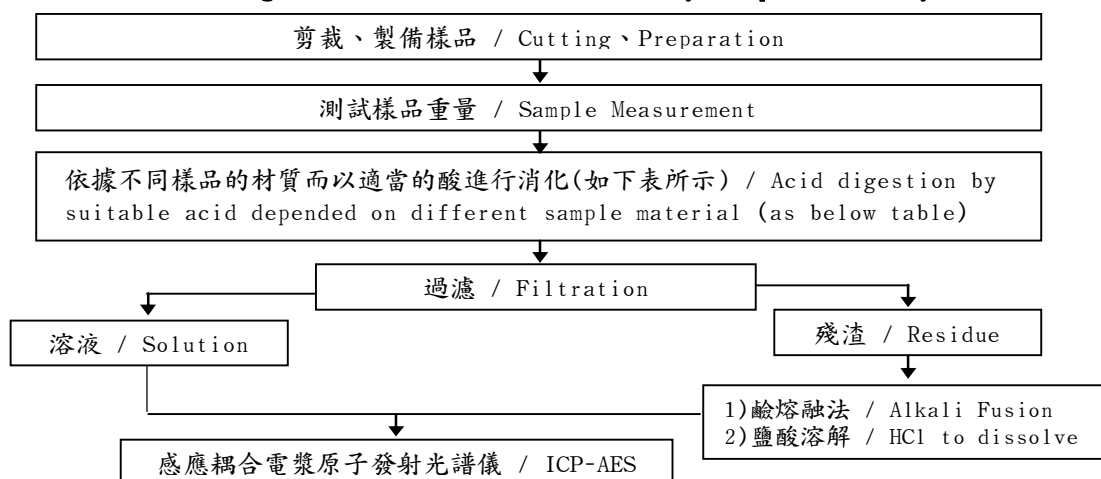 剪裁、製備樣品 / Cutting、Preparation
測試樣品重量 / Sample Measurement
依據不同樣品的材質而以適當的酸進行消化(如下表所示) / Acid digestion by
suitable acid depended on different sample material (as below table)
過濾 / Filtration
溶液 / Solution
殘渣 / Residue
1)鹼熔融法 / Alkali Fusion
2)鹽酸溶解 / HCl to dissolve
感應耦合電漿原子發射光譜儀 / ICP-AES